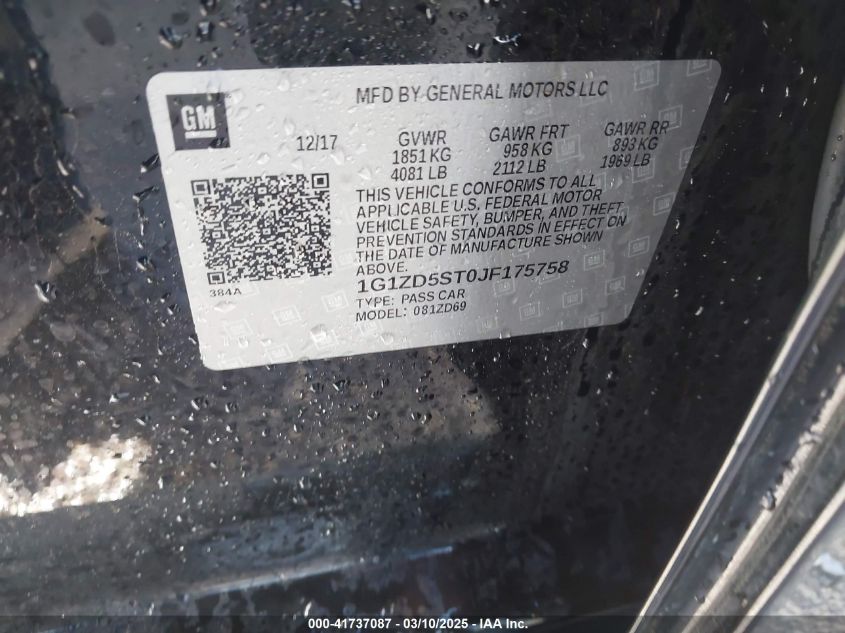 MFD BY GENERAL MOTORS LLC
GM
12/17
GVWR GAWR FRT GAWR RR
1851 KG 958 KG 893 KG
4081 LB 2112 LB 1969 LB
THIS VEHICLE CONFORMS TO ALL
APPLICABLE U.S. FEDERAL MOTOR
VEHICLE SAFETY, BUMPER, AND THEFT
PREVENTION STANDARDS IN EFFECT ON
THE DATE OF MANUFACTURE SHOWN
ABOVE.
384A
1G1ZD5ST0JF175758
TYPE: PASS CAR
MODEL: 081ZD69
000-41737087 - 03/10/2025 - IAA, Inc.